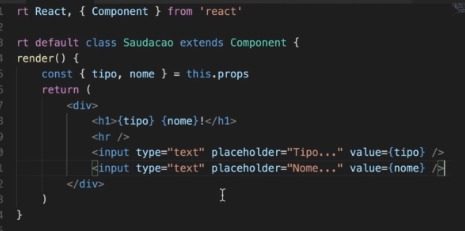 rt React, { Component } from 'react'
rt default class Saudacao extends Component {
render() {
const { tipo, nome } = this.props
return (
<div>
<h1>{tipo} {nome}!</h1>
<hr />
<input type="text" placeholder="Tipo..." value={tipo} />
<input type="text" placeholder="Nome..." value={nome} />
</div>
)
}